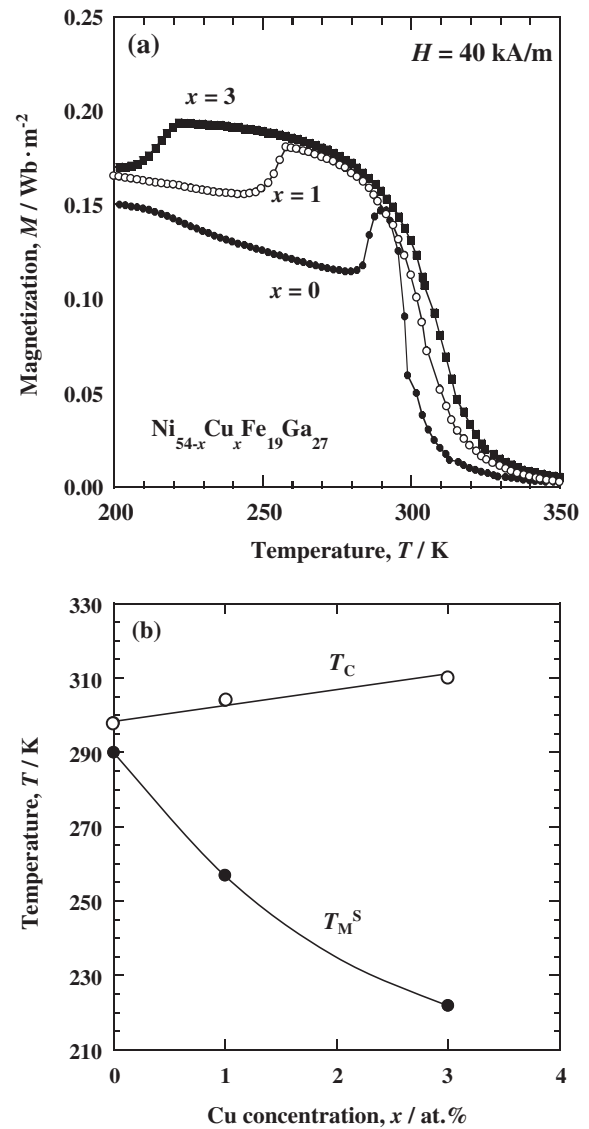 0.25
(a)
H = 40 kA/m
0.20
x = 3
0.15
x = 1
0.10
x = 0
0.05
Ni54-xCuxFe19Ga27
0.00
200 250 300 350
Magnetization, M / Wb·m-2
Temperature, T / K
330
(b)
310
TC
290
270
250
TMS
230
210
0 1 2 3 4
Temperature, T / K
Cu concentration, x / at.%